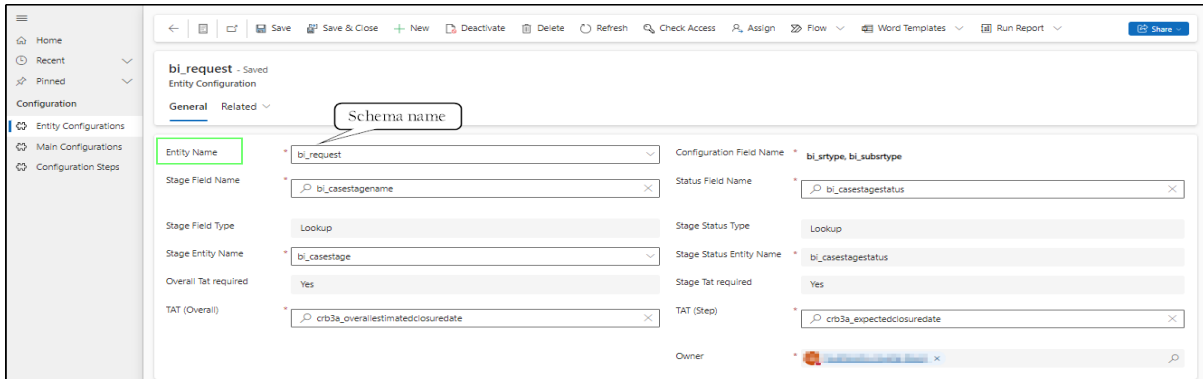 Home
Recent
Pinned
Configuration
Entity Configurations
Main Configurations
Configuration Steps
Save Save & Close New Deactivate Delete Refresh Check Access Assign Flow Word Templates Run Report Share
bi_request - Saved
Entity Configuration
General Related
Schema name
Entity Name * bi_request Configuration Field Name * bi_srtype, bi_subsrtype
Stage Field Name * bi_casestagename Status Field Name * bi_casestagestatus
Stage Field Type Lookup Stage Status Type Lookup
Stage Entity Name * bi_casestage Stage Status Entity Name * bi_casestagestatus
Overall Tat required Yes Stage Tat required Yes
TAT (Overall) * crb3a_overallestimatedclosuredate TAT (Step) * crb3a_expectedclosuredate
Owner *